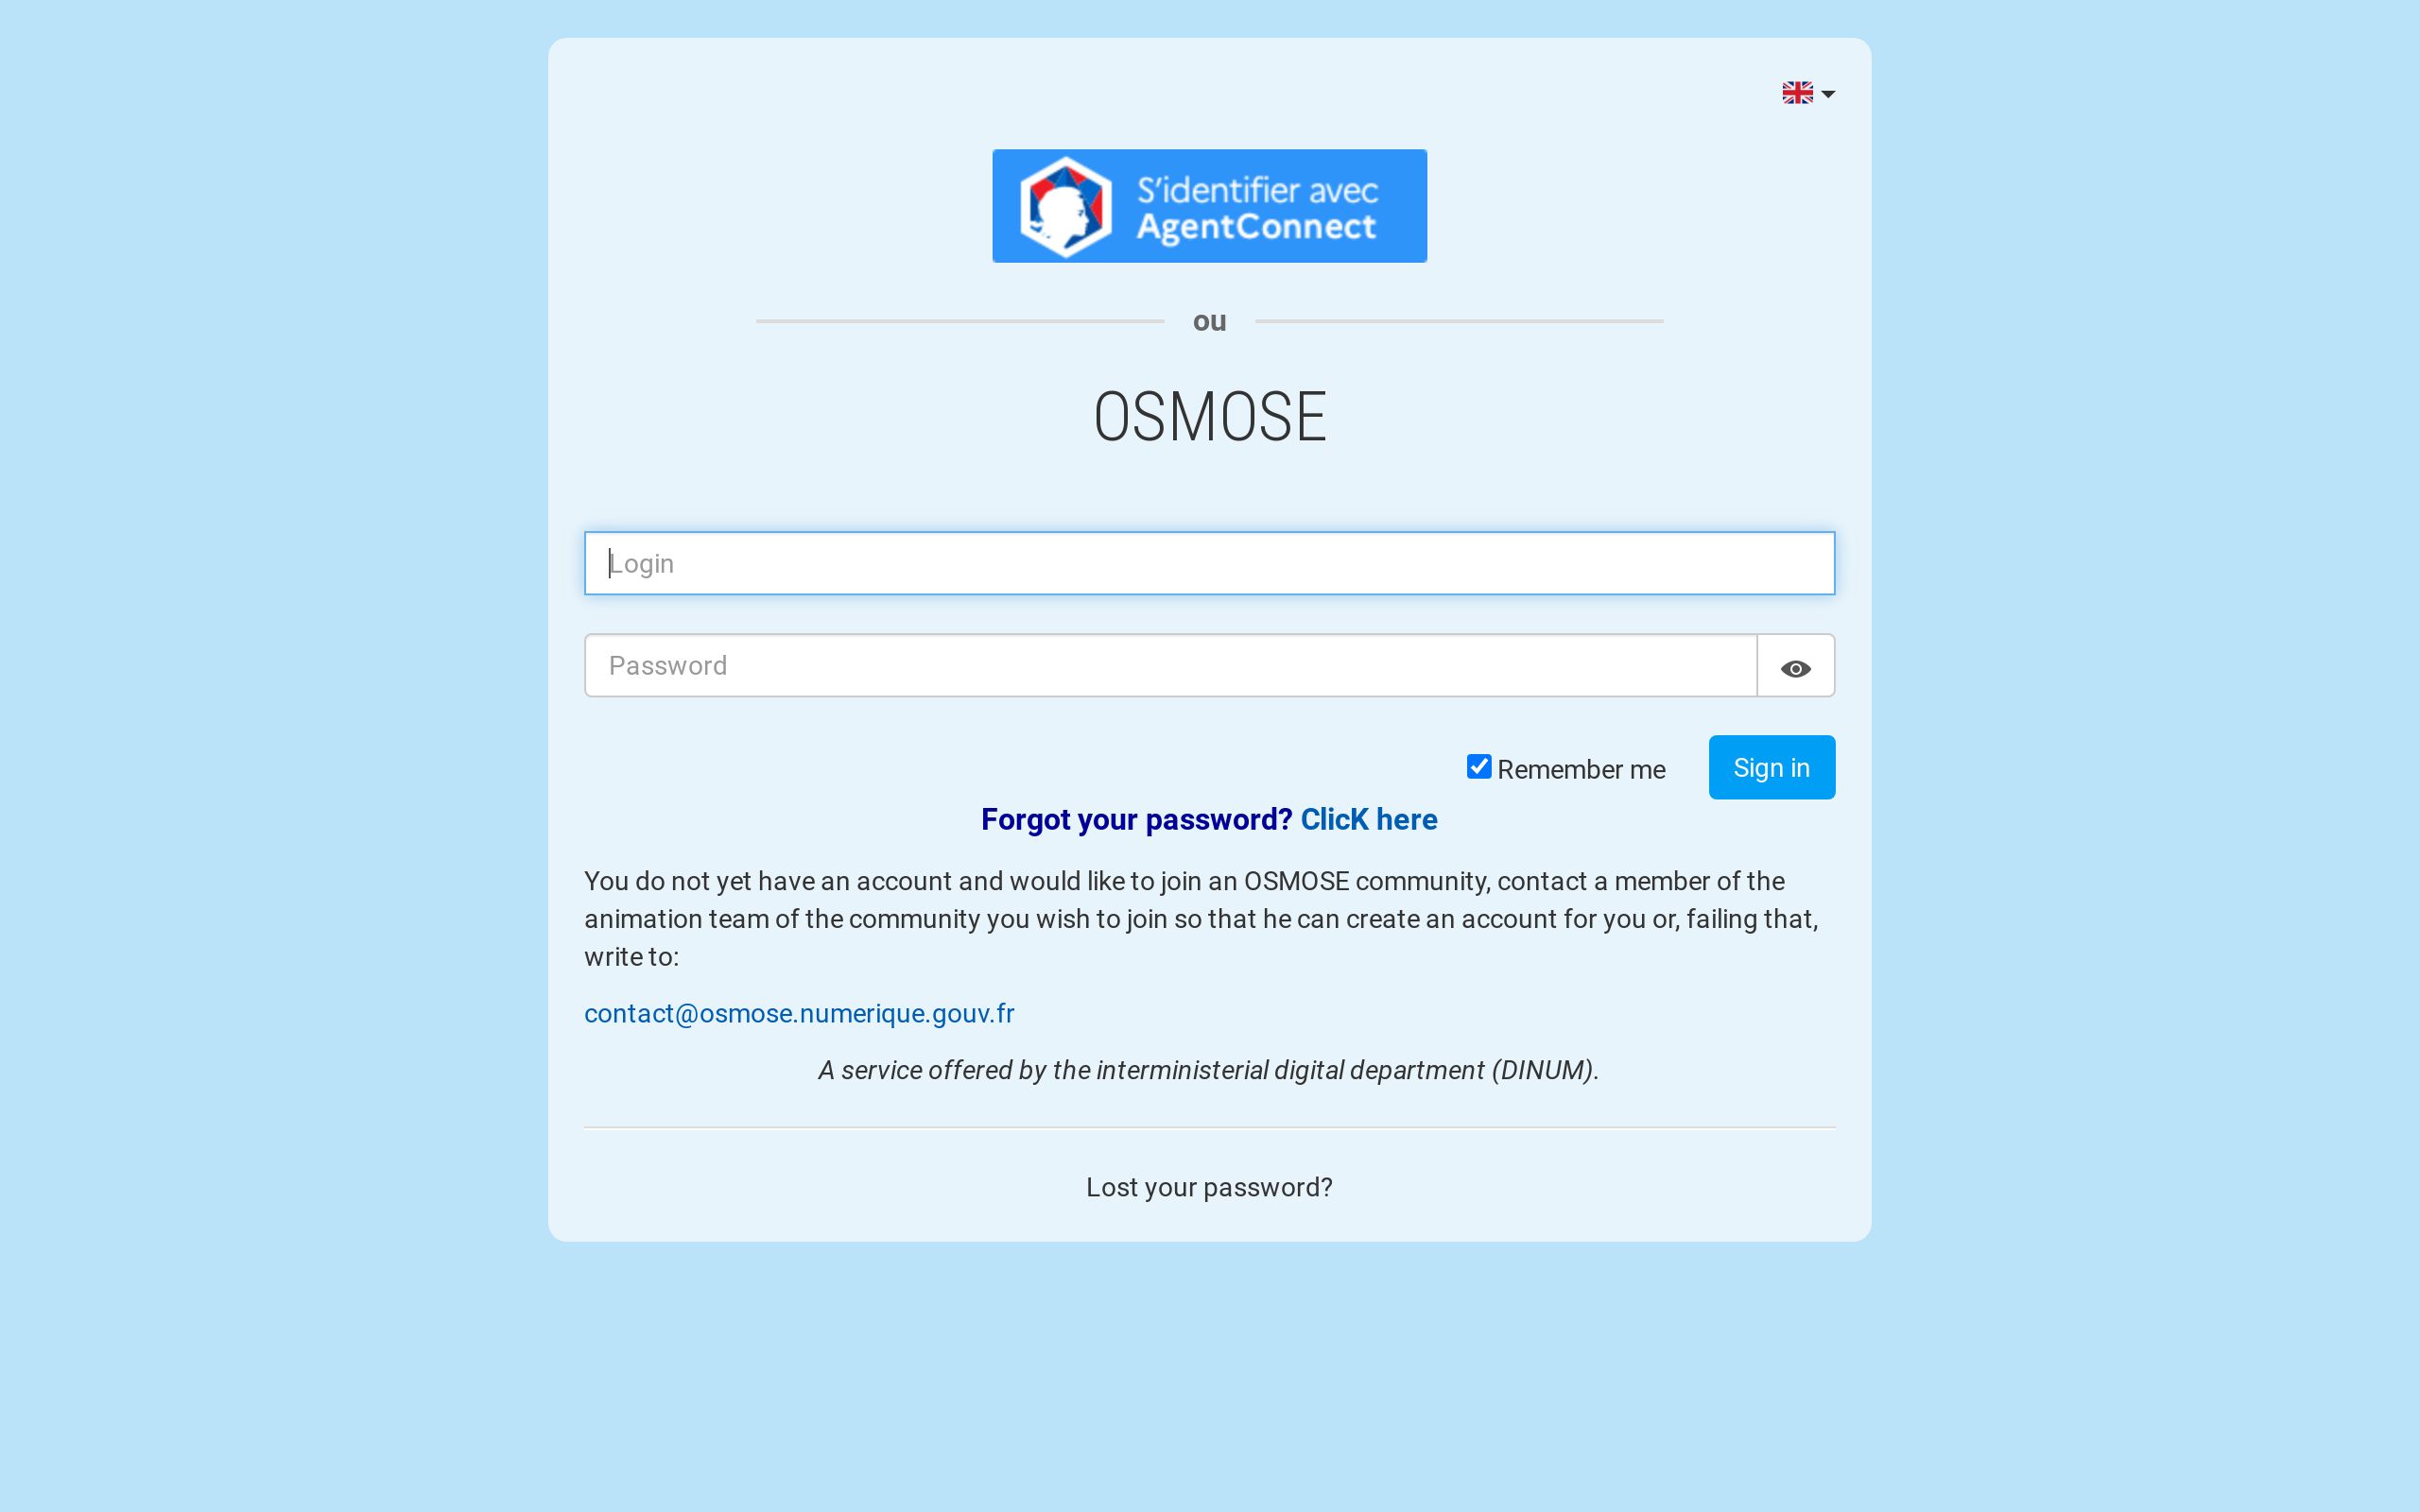 S'identifier avec
AgentConnect
ou
OSMOSE
Login
Password
Remember me
Sign in
Forgot your password? ClicK here
You do not yet have an account and would like to join an OSMOSE community, contact a member of the
animation team of the community you wish to join so that he can create an account for you or, failing that,
write to:
contact@osmose.numerique.gouv.fr
A service offered by the interministerial digital department (DINUM).
Lost your password?